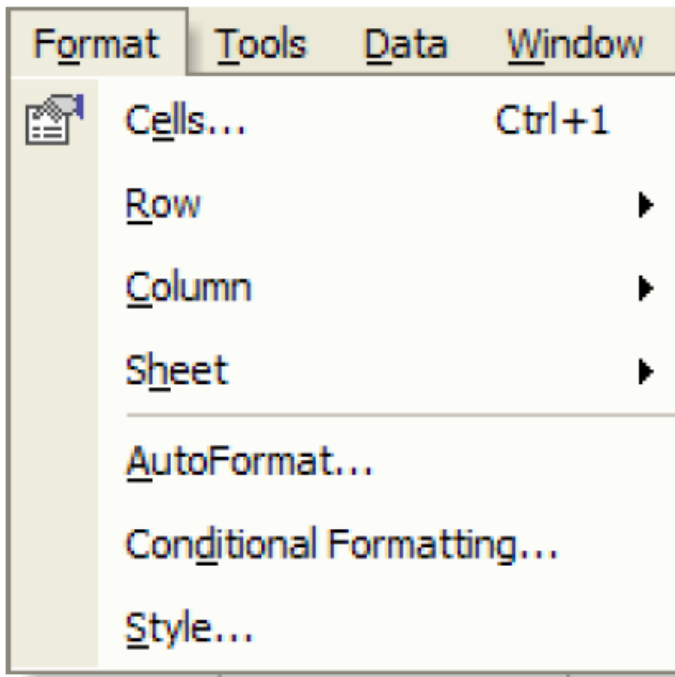 Format Tools Data Window
Cells... Ctrl+1
Row
Column
Sheet
AutoFormat...
Conditional Formatting...
Style...